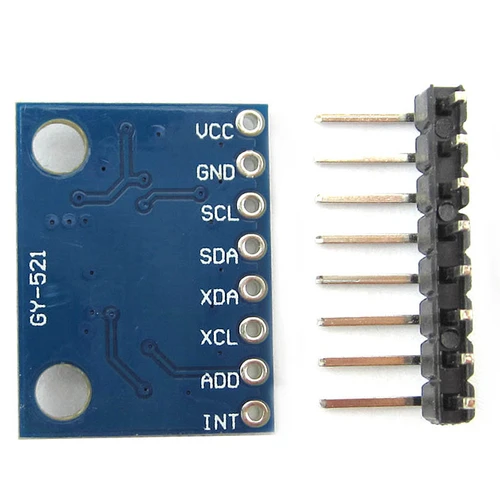 VCC
GND
SCL
SDA
XDA
XCL
ADD
INT
GY-521